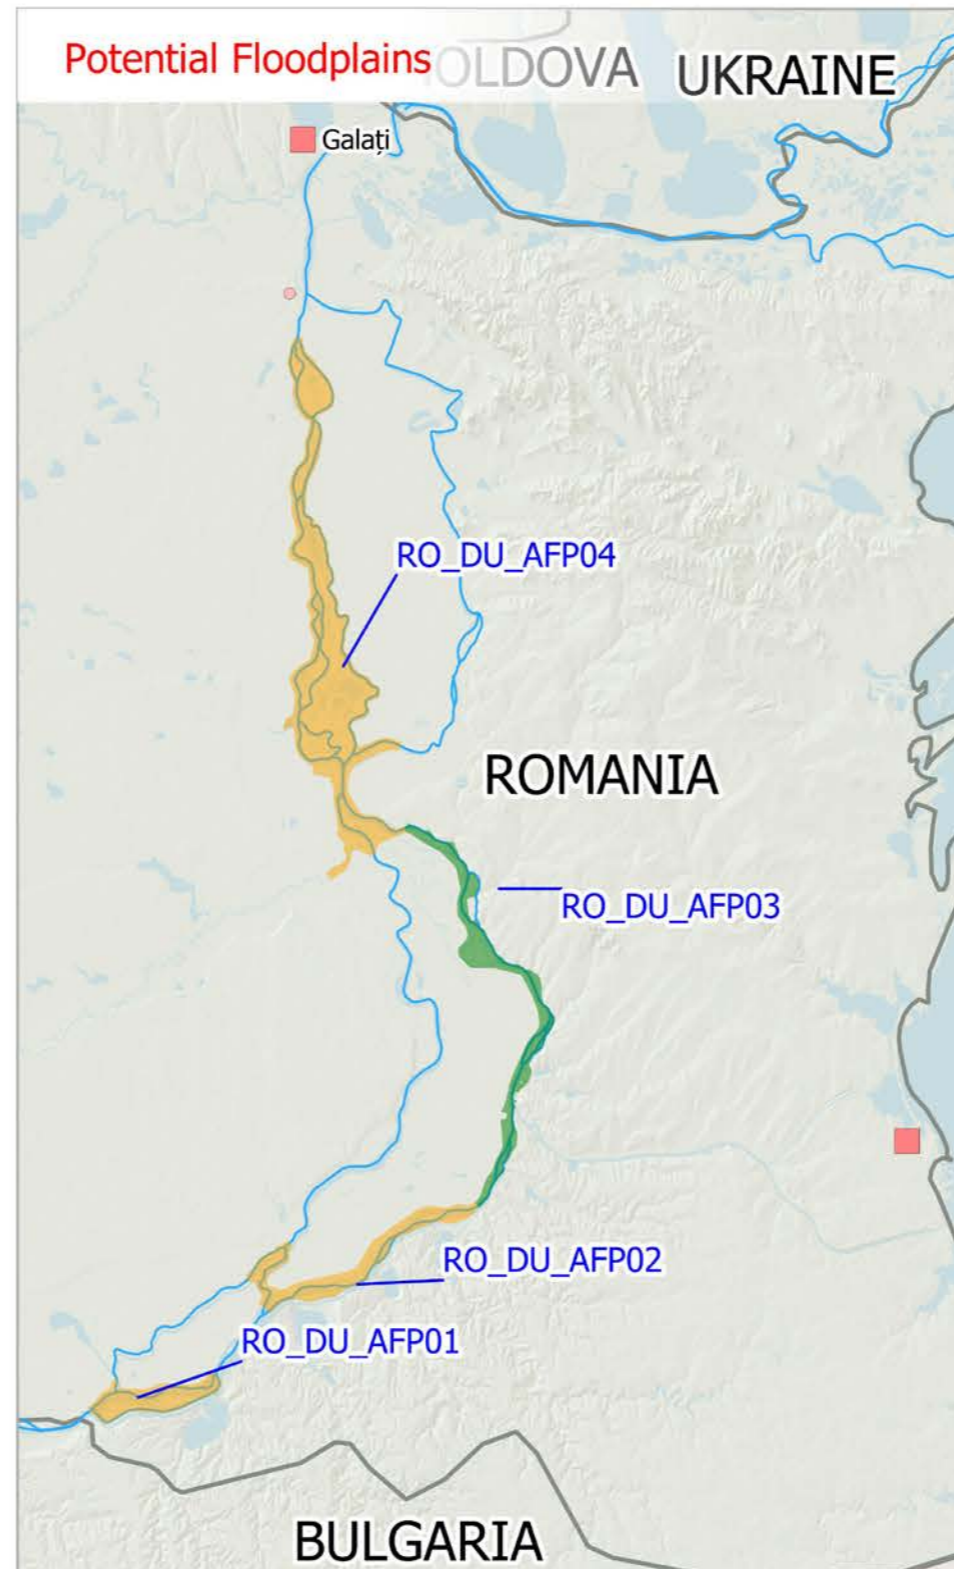 Potential Floodplains
OLDOVA
UKRAINE
Galați
RO_DU_AFP04
ROMANIA
RO_DU_AFP03
RO_DU_AFP02
RO_DU_AFP01
BULGARIA